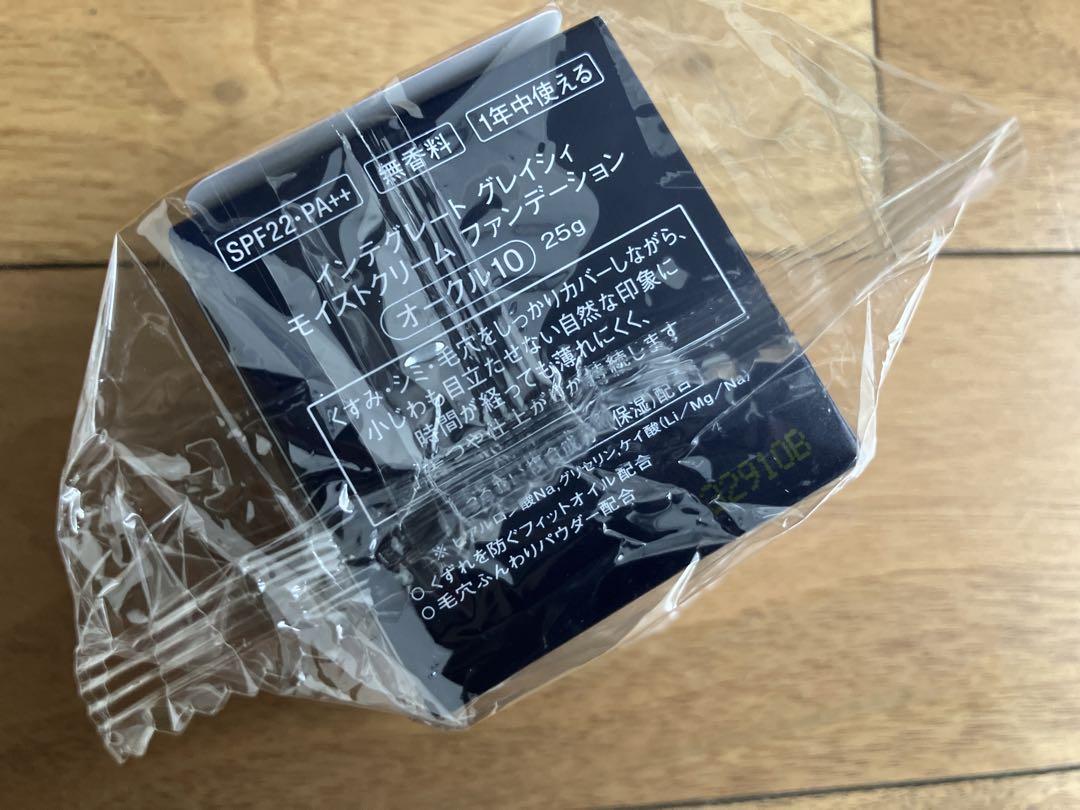 SPF22・PA++ 無香料 1年中使える
インテグレート グレイシィ
モイストクリーム ファンデーション
オークル10 25g
くすみ・シミ・毛穴をしっかりカバーしながら、
小じわも目立たせない自然な印象に
時間が経っても薄れにくく、
仕上がりが持続します
保湿/配合
※ヒアルロン酸Na,グリセリン,ケイ酸(Li/Mg/Na)
○くずれを防ぐフィットオイル配合
○毛穴ふんわりパウダー配合